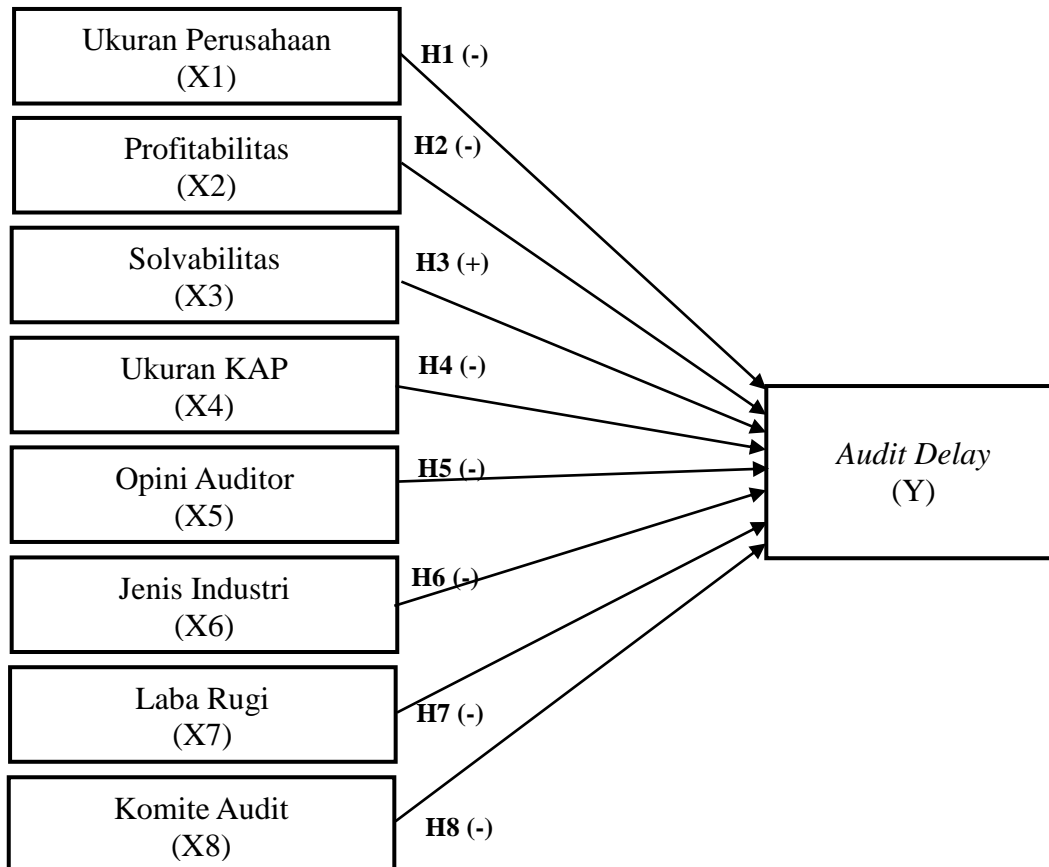 Ukuran Perusahaan
(X1)
H1 (-)
Profitabilitas
(X2)
H2 (-)
Solvabilitas
(X3)
H3 (+)
Ukuran KAP
(X4)
H4 (-)
Opini Auditor
(X5)
H5 (-)
Jenis Industri
(X6)
H6 (-)
Laba Rugi
(X7)
H7 (-)
Komite Audit
(X8)
H8 (-)
Audit Delay
(Y)